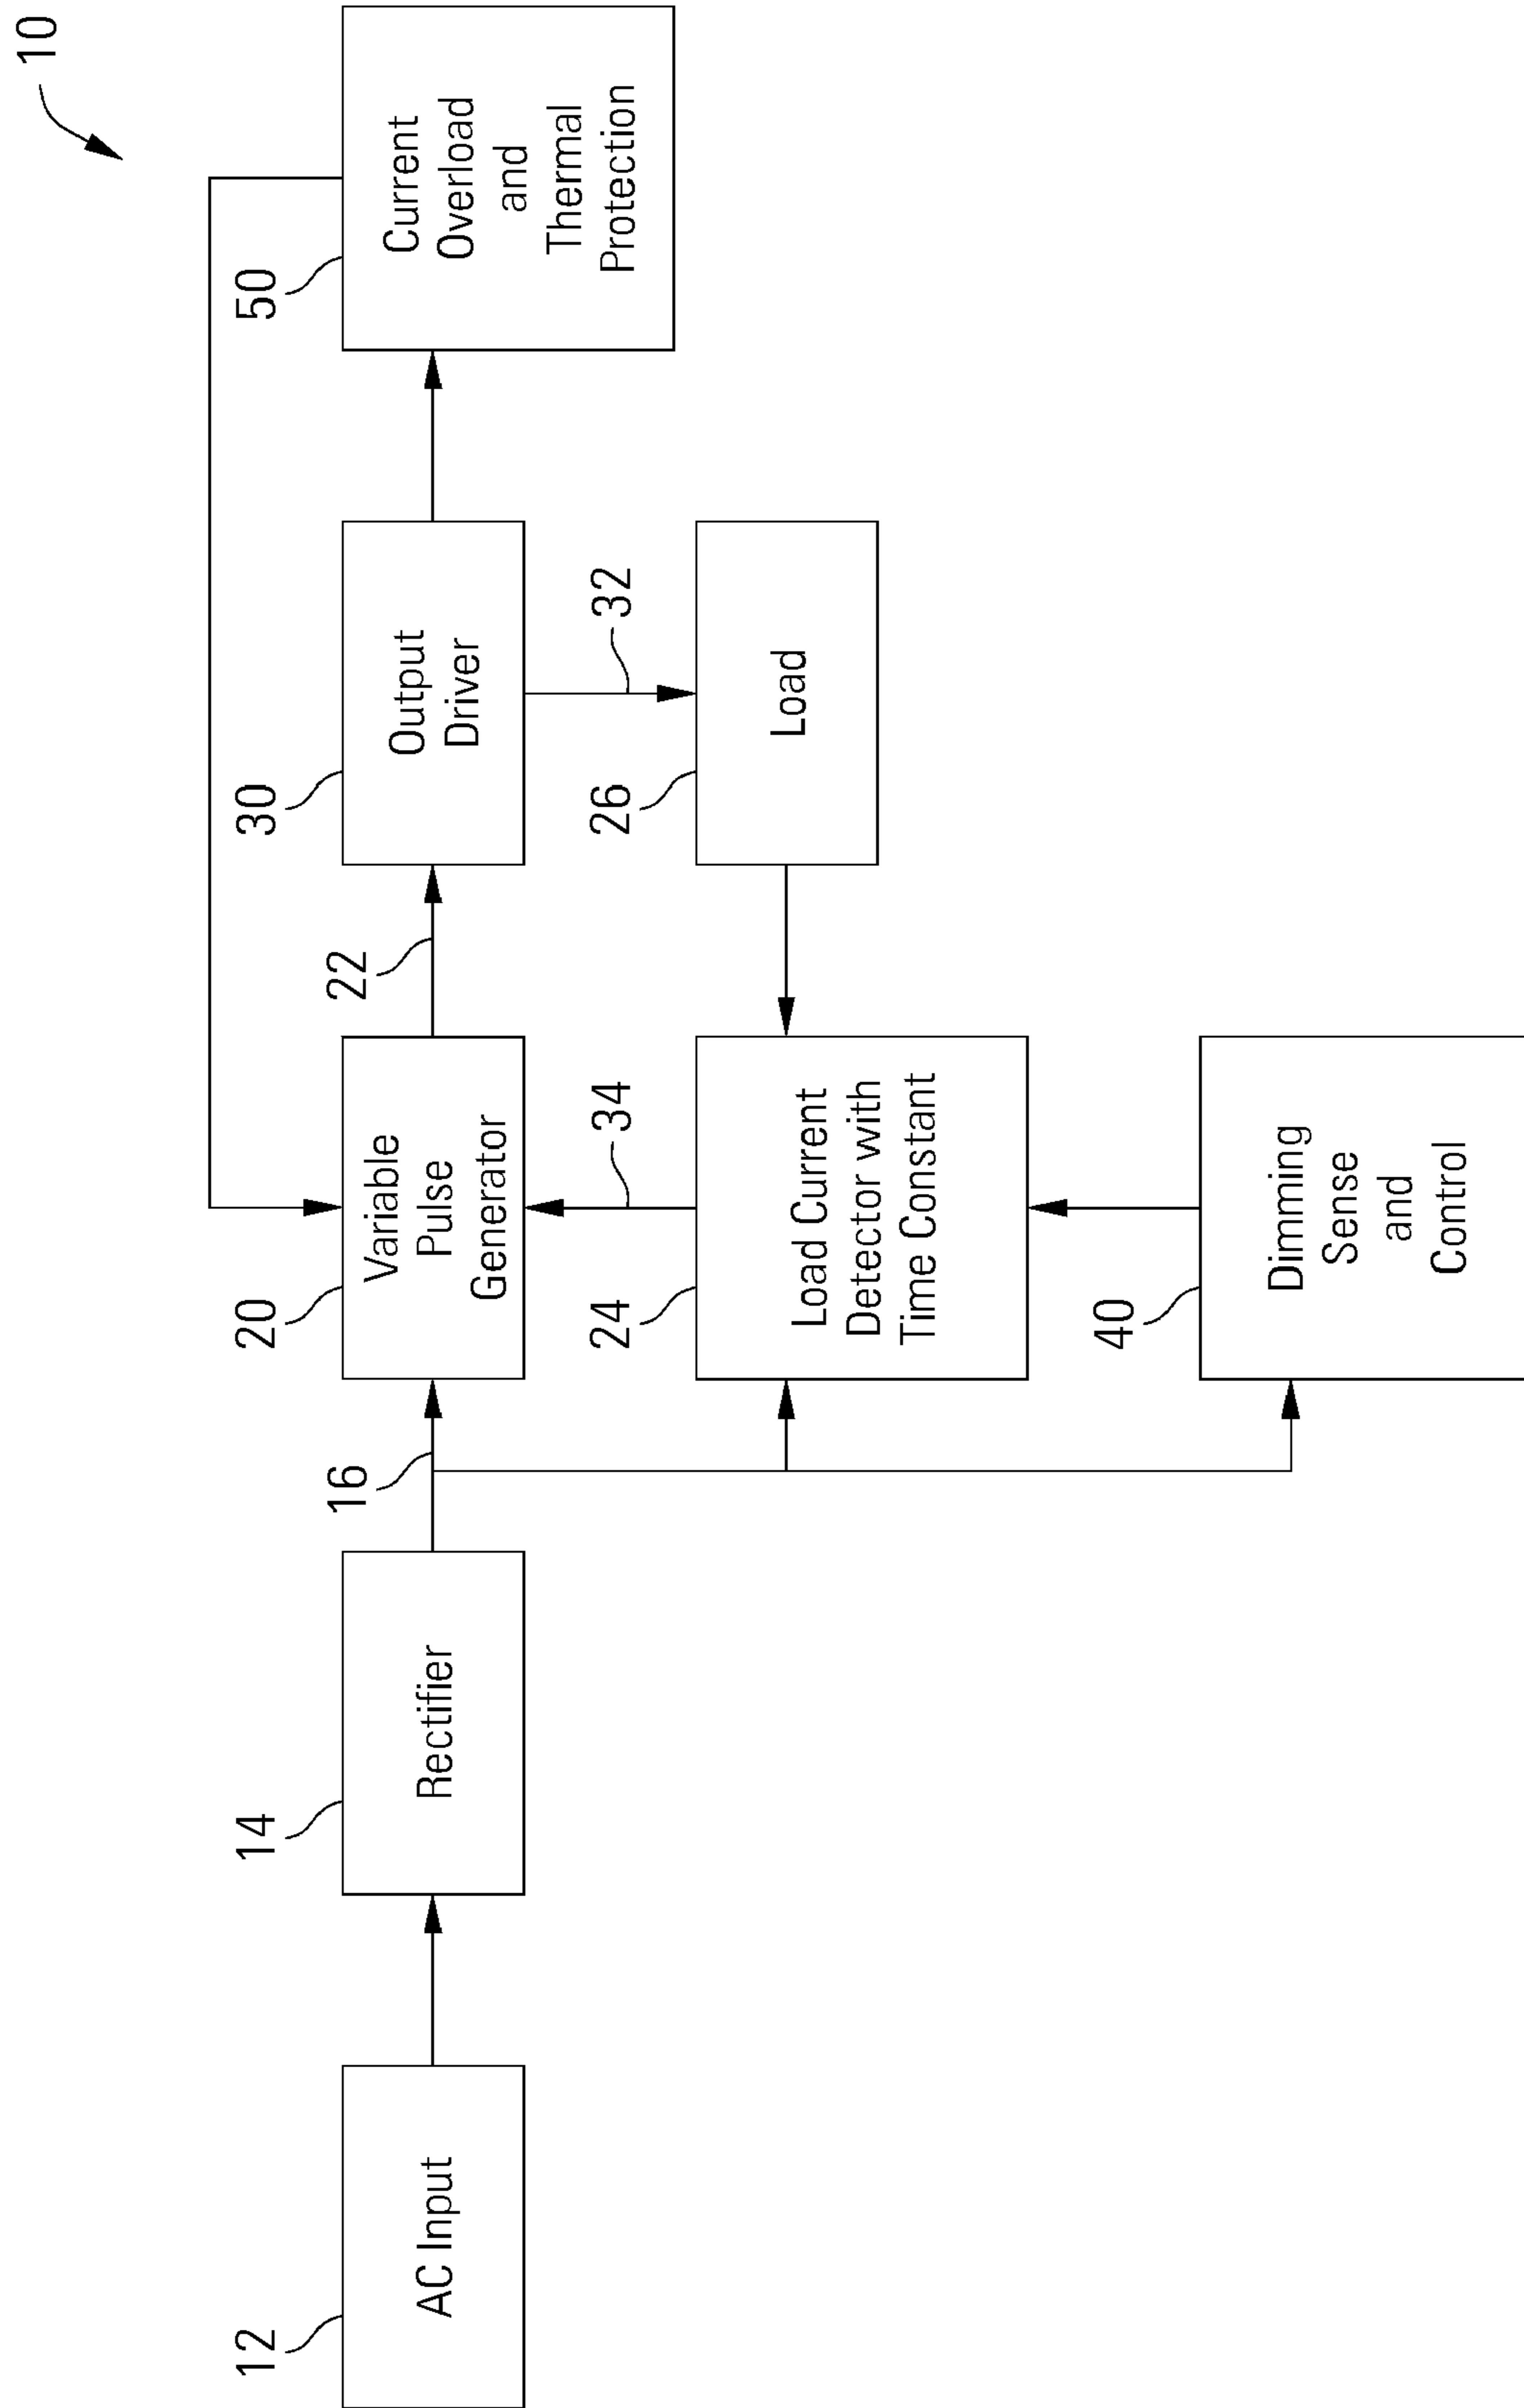 10
12
AC Input
14
Rectifier
16
20
Variable
Pulse
Generator
22
30
Output
Driver
50
Current
Overload
and
Thermal
Protection
34
32
24
Load Current
Detector with
Time Constant
26
Load
40
Dimming
Sense
and
Control